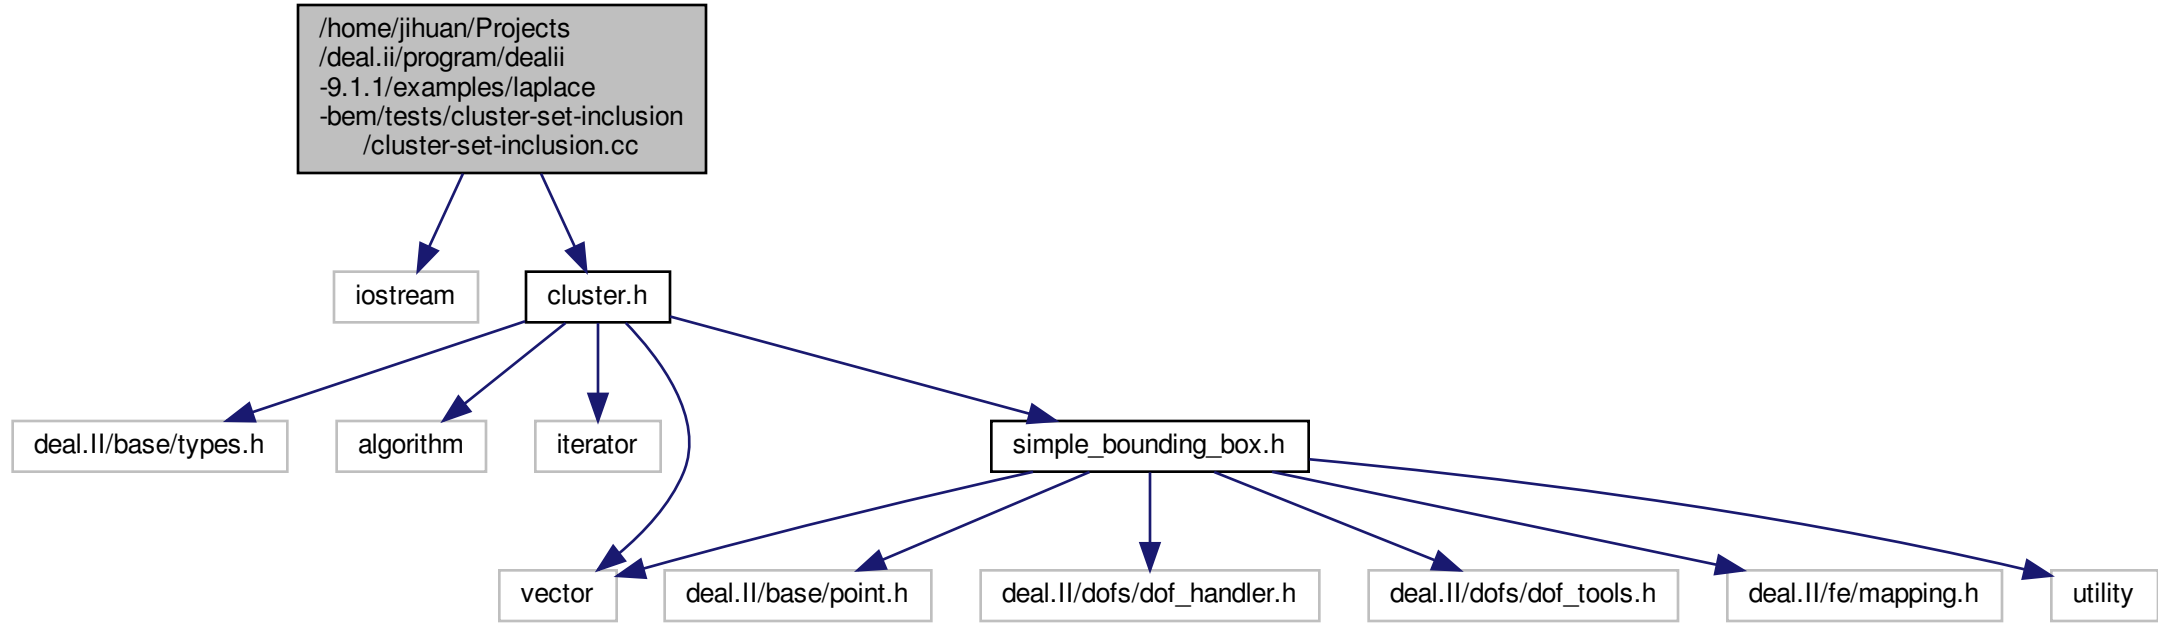 /home/jihuan/Projects
/deal.ii/program/dealii
-9.1.1/examples/laplace
-bem/tests/cluster-set-inclusion
/cluster-set-inclusion.cc
iostream
cluster.h
deal.II/base/types.h
algorithm
iterator
simple_bounding_box.h
vector
deal.II/base/point.h
deal.II/dofs/dof_handler.h
deal.II/dofs/dof_tools.h
deal.II/fe/mapping.h
utility